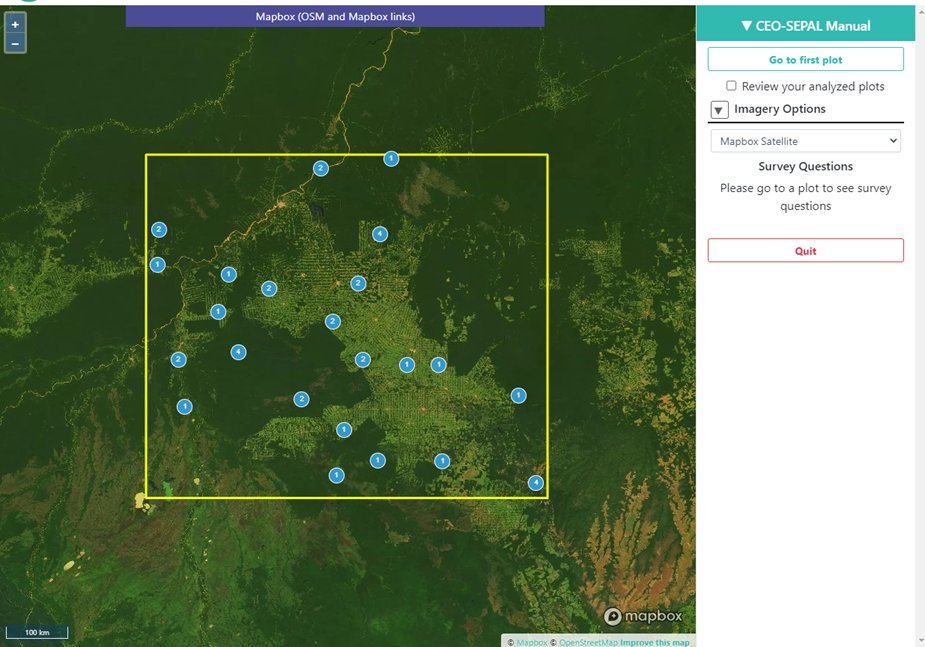 Mapbox (OSM and Mapbox links)
+
−
1
2
2
4
1
1
2
2
1
2
4
2
2
1
1
2
1
1
1
1
1
1
4
100 km
mapbox
© Mapbox © OpenStreetMap Improve this map
▼ CEO-SEPAL Manual
Go to first plot
Review your analyzed plots
▼ Imagery Options
Mapbox Satellite
Survey Questions
Please go to a plot to see survey
questions
Quit